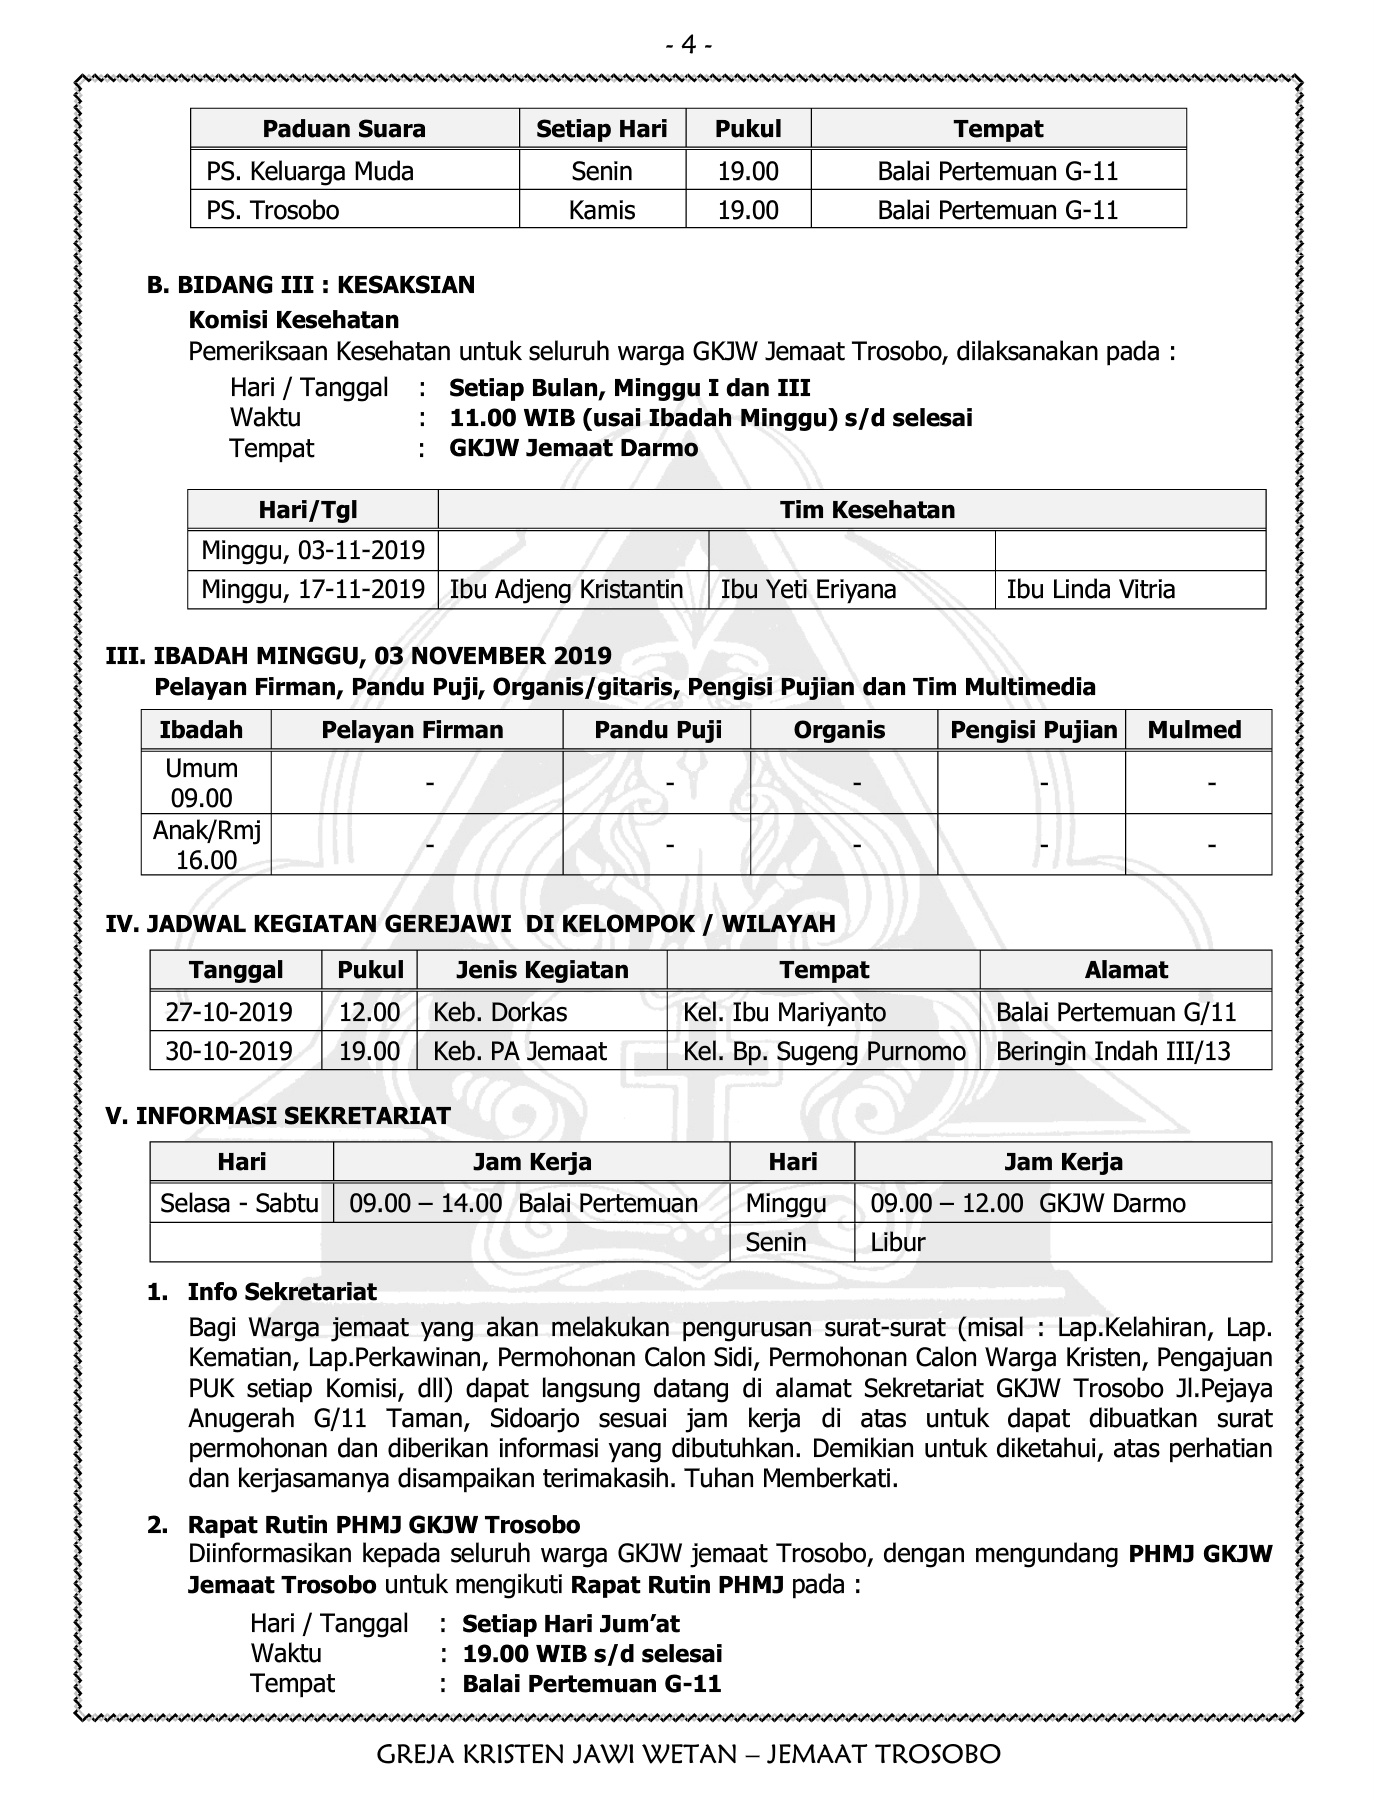 - 4 -
Paduan Suara Setiap Hari Pukul Tempat
PS. Keluarga Muda Senin 19.00 Balai Pertemuan G-11
PS. Trosobo Kamis 19.00 Balai Pertemuan G-11
B. BIDANG III : KESAKSIAN
Komisi Kesehatan
Pemeriksaan Kesehatan untuk seluruh warga GKJW Jemaat Trosobo, dilaksanakan pada :
Hari / Tanggal : Setiap Bulan, Minggu I dan III
Waktu : 11.00 WIB (usai Ibadah Minggu) s/d selesai
Tempat : GKJW Jemaat Darmo
Hari/Tgl Tim Kesehatan
Minggu, 03-11-2019
Minggu, 17-11-2019 Ibu Adjeng Kristantin Ibu Yeti Eriyana Ibu Linda Vitria
III. IBADAH MINGGU, 03 NOVEMBER 2019
Pelayan Firman, Pandu Puji, Organis/gitaris, Pengisi Pujian dan Tim Multimedia
Ibadah Pelayan Firman Pandu Puji Organis Pengisi Pujian Mulmed
Umum
09.00 - - - - -
Anak/Rmj
16.00 - - - - -
IV. JADWAL KEGIATAN GEREJAWI DI KELOMPOK / WILAYAH
Tanggal Pukul Jenis Kegiatan Tempat Alamat
27-10-2019 12.00 Keb. Dorkas Kel. Ibu Mariyanto Balai Pertemuan G/11
30-10-2019 19.00 Keb. PA Jemaat Kel. Bp. Sugeng Purnomo Beringin Indah III/13
V. INFORMASI SEKRETARIAT
Hari Jam Kerja Hari Jam Kerja
Selasa - Sabtu 09.00 – 14.00 Balai Pertemuan Minggu 09.00 – 12.00 GKJW Darmo
Senin Libur
1. Info Sekretariat
Bagi Warga jemaat yang akan melakukan pengurusan surat-surat (misal : Lap.Kelahiran, Lap.
Kematian, Lap.Perkawinan, Permohonan Calon Sidi, Permohonan Calon Warga Kristen, Pengajuan
PUK setiap Komisi, dll) dapat langsung datang di alamat Sekretariat GKJW Trosobo Jl.Pejaya
Anugerah G/11 Taman, Sidoarjo sesuai jam kerja di atas untuk dapat dibuatkan surat
permohonan dan diberikan informasi yang dibutuhkan. Demikian untuk diketahui, atas perhatian
dan kerjasamanya disampaikan terimakasih. Tuhan Memberkati.
2. Rapat Rutin PHMJ GKJW Trosobo
Diinformasikan kepada seluruh warga GKJW jemaat Trosobo, dengan mengundang PHMJ GKJW
Jemaat Trosobo untuk mengikuti Rapat Rutin PHMJ pada :
Hari / Tanggal : Setiap Hari Jum’at
Waktu : 19.00 WIB s/d selesai
Tempat : Balai Pertemuan G-11
GREJA KRISTEN JAWI WETAN – JEMAAT TROSOBO